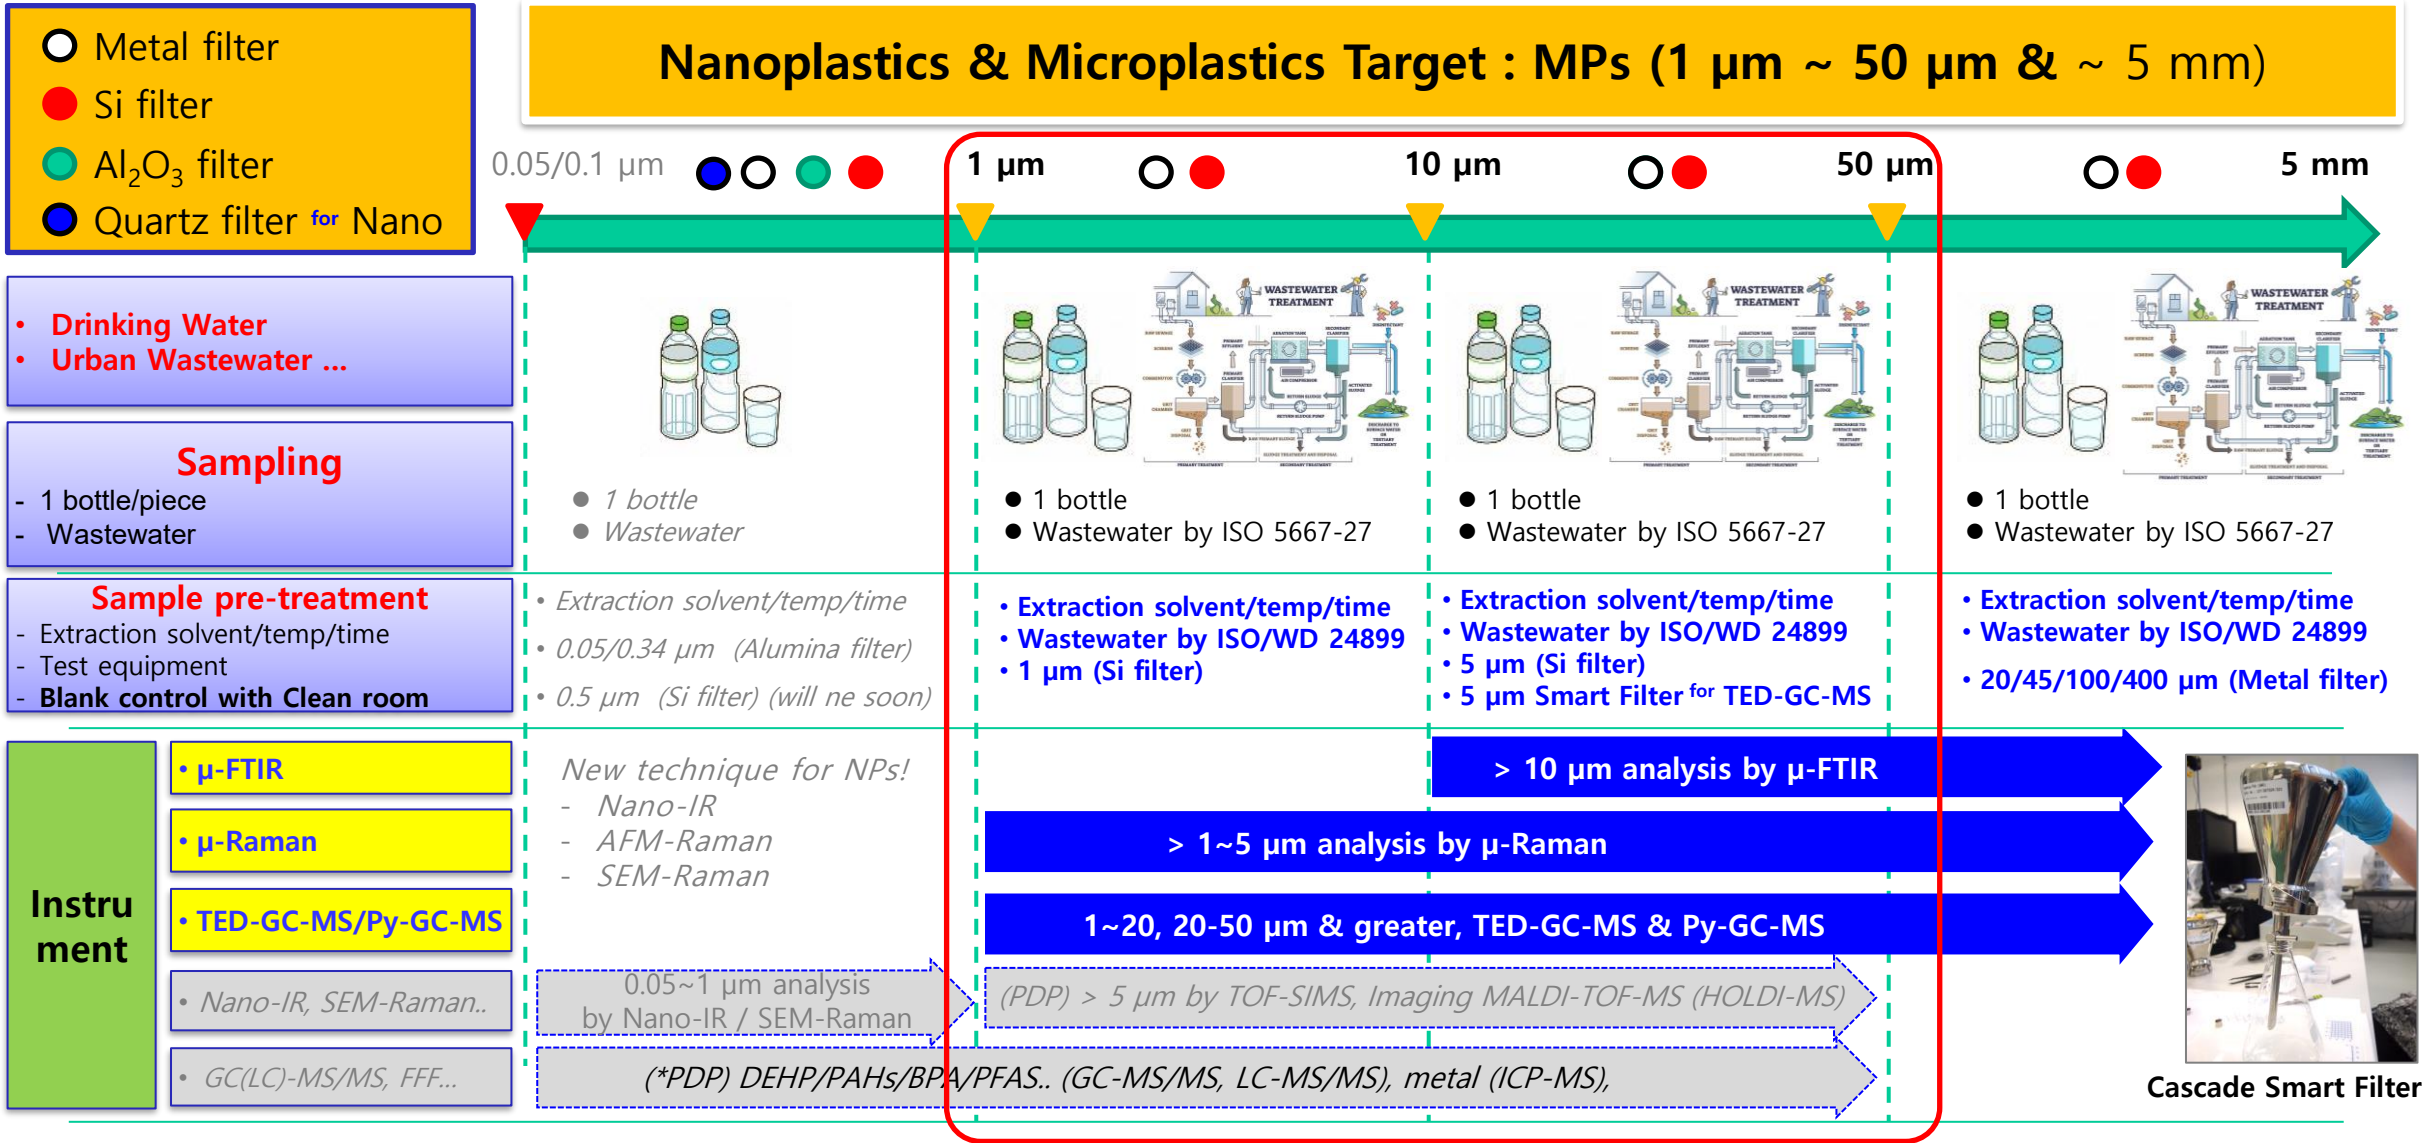 Metal filter
Si filter
Al₂O₃ filter
Quartz filter for Nano
Nanoplastics & Microplastics Target : MPs (1 μm ~ 50 μm & ~ 5 mm)
0.05/0.1 μm
1 μm
10 μm
50 μm
5 mm
• Drinking Water
• Urban Wastewater ...
WASTEWATER
TREATMENT
WASTEWATER
TREATMENT
WASTEWATER
TREATMENT
Sampling
- 1 bottle/piece
- Wastewater
● 1 bottle
● Wastewater
● 1 bottle
● Wastewater by ISO 5667-27
● 1 bottle
● Wastewater by ISO 5667-27
● 1 bottle
● Wastewater by ISO 5667-27
Sample pre-treatment
- Extraction solvent/temp/time
- Test equipment
- Blank control with Clean room
• Extraction solvent/temp/time
• 0.05/0.34 μm (Alumina filter)
• 0.5 μm (Si filter) (will ne soon)
• Extraction solvent/temp/time
• Wastewater by ISO/WD 24899
• 1 μm (Si filter)
• Extraction solvent/temp/time
• Wastewater by ISO/WD 24899
• 5 μm (Si filter)
• 5 μm Smart Filter for TED-GC-MS
• Extraction solvent/temp/time
• Wastewater by ISO/WD 24899
• 20/45/100/400 μm (Metal filter)
Instru
ment
• μ-FTIR
• μ-Raman
• TED-GC-MS/Py-GC-MS
• Nano-IR, SEM-Raman..
• GC(LC)-MS/MS, FFF...
New technique for NPs!
- Nano-IR
- AFM-Raman
- SEM-Raman
> 10 μm analysis by μ-FTIR
> 1~5 μm analysis by μ-Raman
1~20, 20-50 μm & greater, TED-GC-MS & Py-GC-MS
0.05~1 μm analysis
by Nano-IR / SEM-Raman
(PDP) > 5 μm by TOF-SIMS, Imaging MALDI-TOF-MS (HOLDI-MS)
(*PDP) DEHP/PAHs/BPA/PFAS.. (GC-MS/MS, LC-MS/MS), metal (ICP-MS),
Cascade Smart Filter